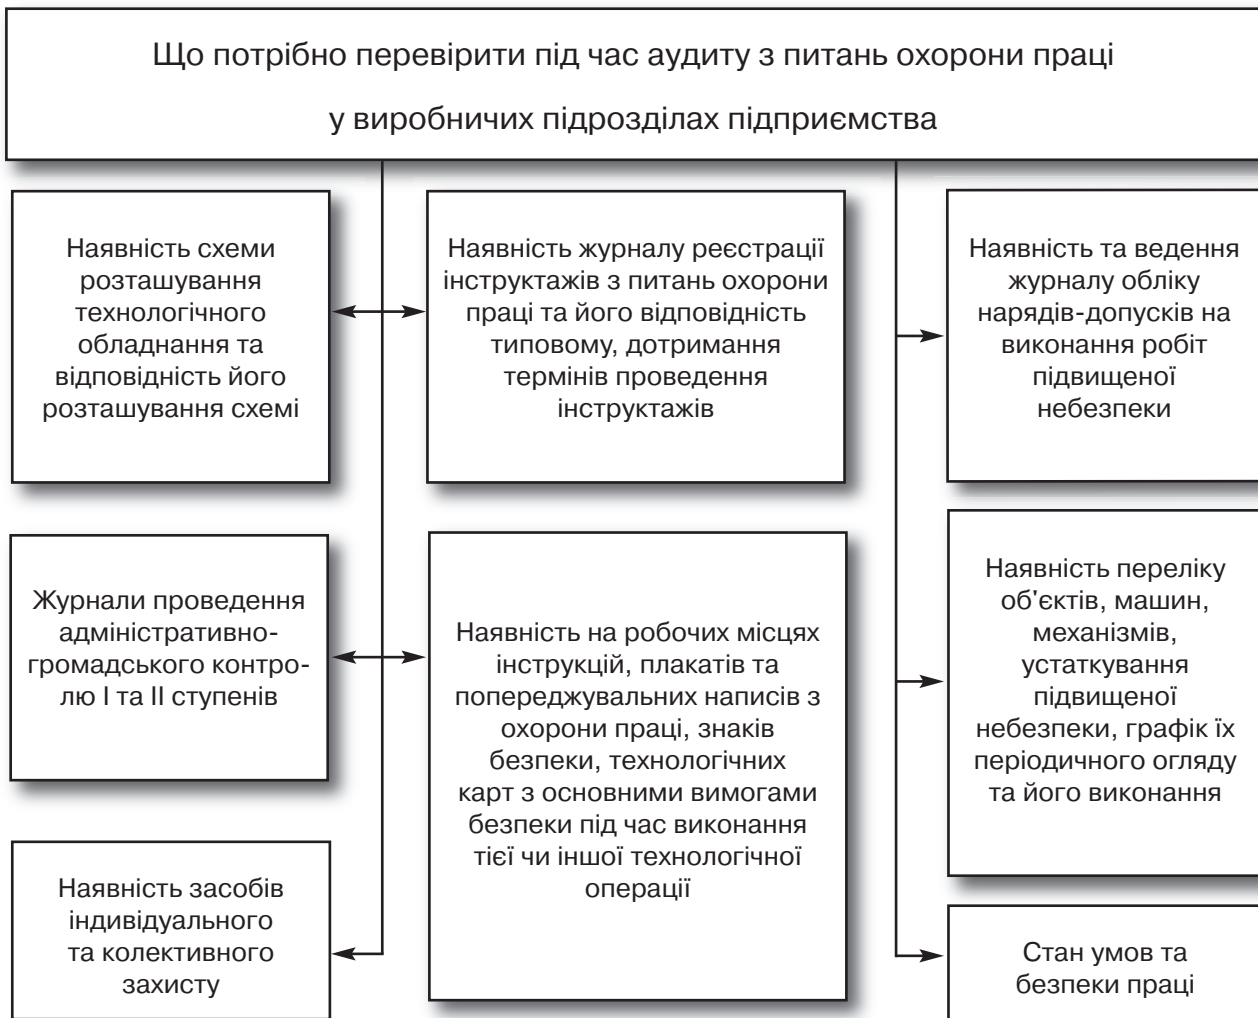 Що потрібно перевірити під час аудиту з питань охорони праці
у виробничих підрозділах підприємства
Наявність схеми
розташування
технологічного
обладнання та
відповідність його
розташування схемі
Наявність журналу реєстрації
інструктажів з питань охорони
праці та його відповідність
типовому, дотримання
термінів проведення
інструктажів
Наявність та ведення
журналу обліку
нарядів-допусків на
виконання робіт
підвищеної
небезпеки
Журнали проведення
адміністративно-
громадського контро-
лю І та ІІ ступенів
Наявність на робочих місцях
інструкцій, плакатів та
попереджувальних написів з
охорони праці, знаків
безпеки, технологічних
карт з основними вимогами
безпеки під час виконання
тієї чи іншої технологічної
операції
Наявність переліку
об'єктів, машин,
механізмів,
устаткування
підвищеної
небезпеки, графік їх
періодичного огляду
та його виконання
Наявність засобів
індивідуального
та колективного
захисту
Стан умов та
безпеки праці